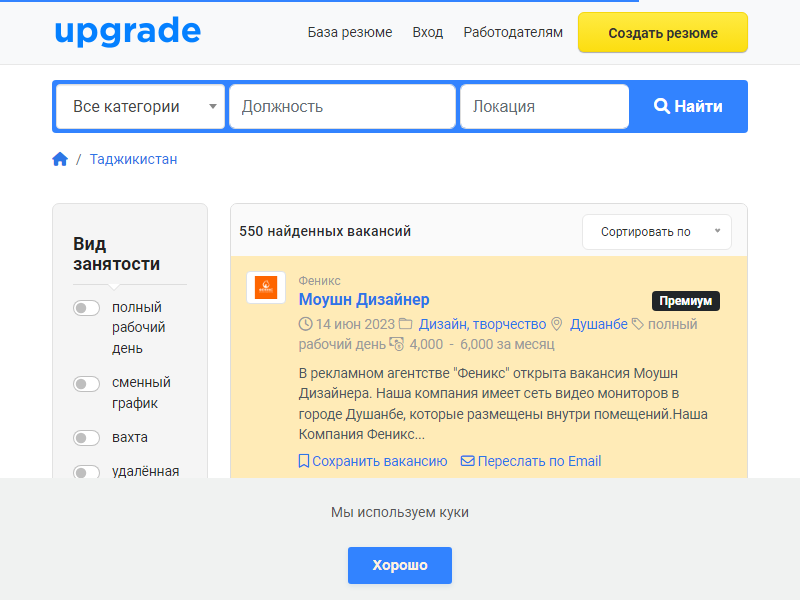 upgrade
База резюме Вход Работодателям Создать резюме
Все категории Должность Локация Найти
/ Таджикистан
Вид
занятости
полный
рабочий
день
сменный
график
вахта
удалённая
550 найденных вакансий Сортировать по
Феникс
Моушн Дизайнер Премиум
14 июн 2023 Дизайн, творчество Душанбе полный
рабочий день 4,000 - 6,000 за месяц
В рекламном агентстве "Феникс" открыта вакансия Моушн
Дизайнера. Наша компания имеет сеть видео мониторов в
городе Душанбе, которые размещены внутри помещений.Наша
Компания Феникс...
Сохранить вакансию Переслать по Email
Мы используем куки
Хорошо